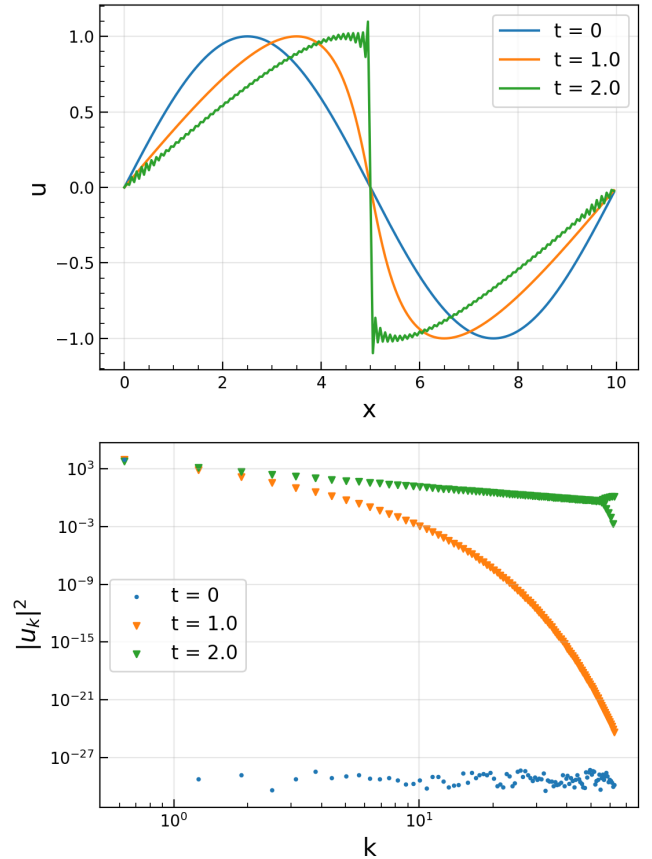 1.0
0.5
0.0
−0.5
−1.0
u
0 2 4 6 8 10
x
t = 0
t = 1.0
t = 2.0
10³
10⁻³
10⁻⁹
10⁻¹⁵
10⁻²¹
10⁻²⁷
|uₖ|²
t = 0
t = 1.0
t = 2.0
10⁰ 10¹
k